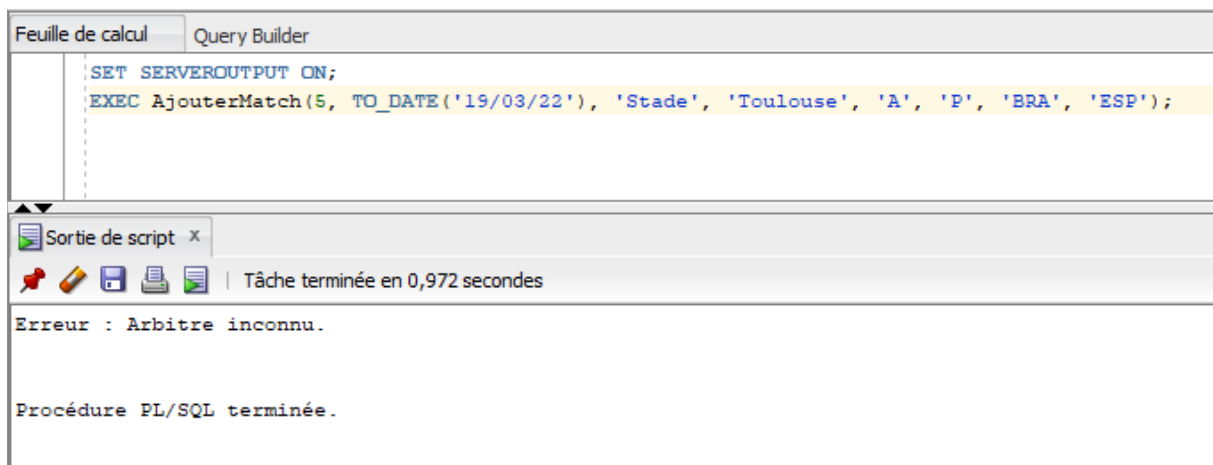 Feuille de calcul Query Builder
SET SERVEROUTPUT ON;
EXEC AjouterMatch(5, TO_DATE('19/03/22'), 'Stade', 'Toulouse', 'A', 'P', 'BRA', 'ESP');
Sortie de script x
Tâche terminée en 0,972 secondes
Erreur : Arbitre inconnu.
Procédure PL/SQL terminée.